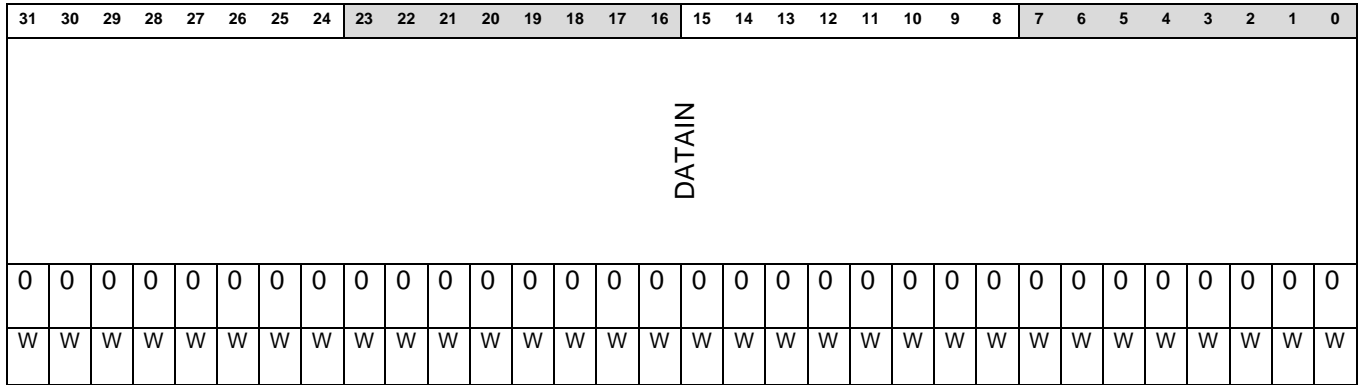 31 30 29 28 27 26 25 24 23 22 21 20 19 18 17 16 15 14 13 12 11 10 9 8 7 6 5 4 3 2 1 0
DATAIN
0 0 0 0 0 0 0 0 0 0 0 0 0 0 0 0 0 0 0 0 0 0 0 0 0 0 0 0 0 0 0 0
W W W W W W W W W W W W W W W W W W W W W W W W W W W W W W W W